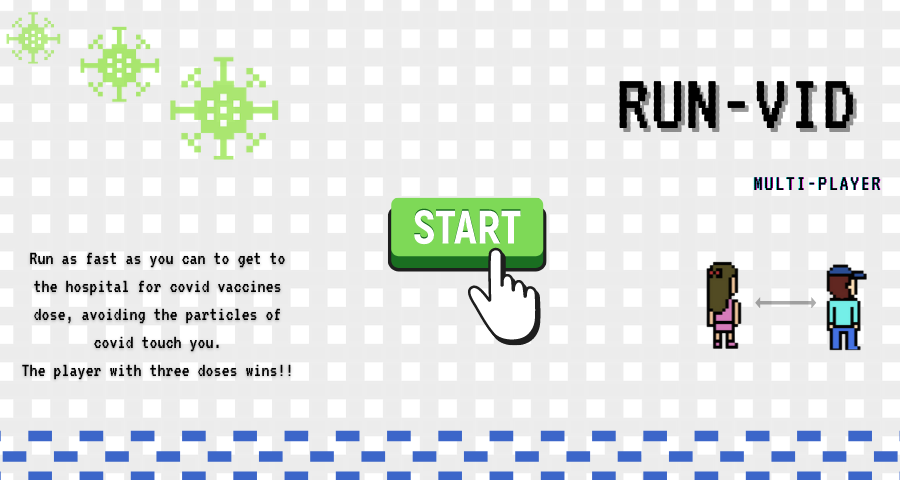 RUN-VID
MULTI-PLAYER
START
Run as fast as you can to get to
the hospital for covid vaccines
dose, avoiding the particles of
covid touch you.
The player with three doses wins!!